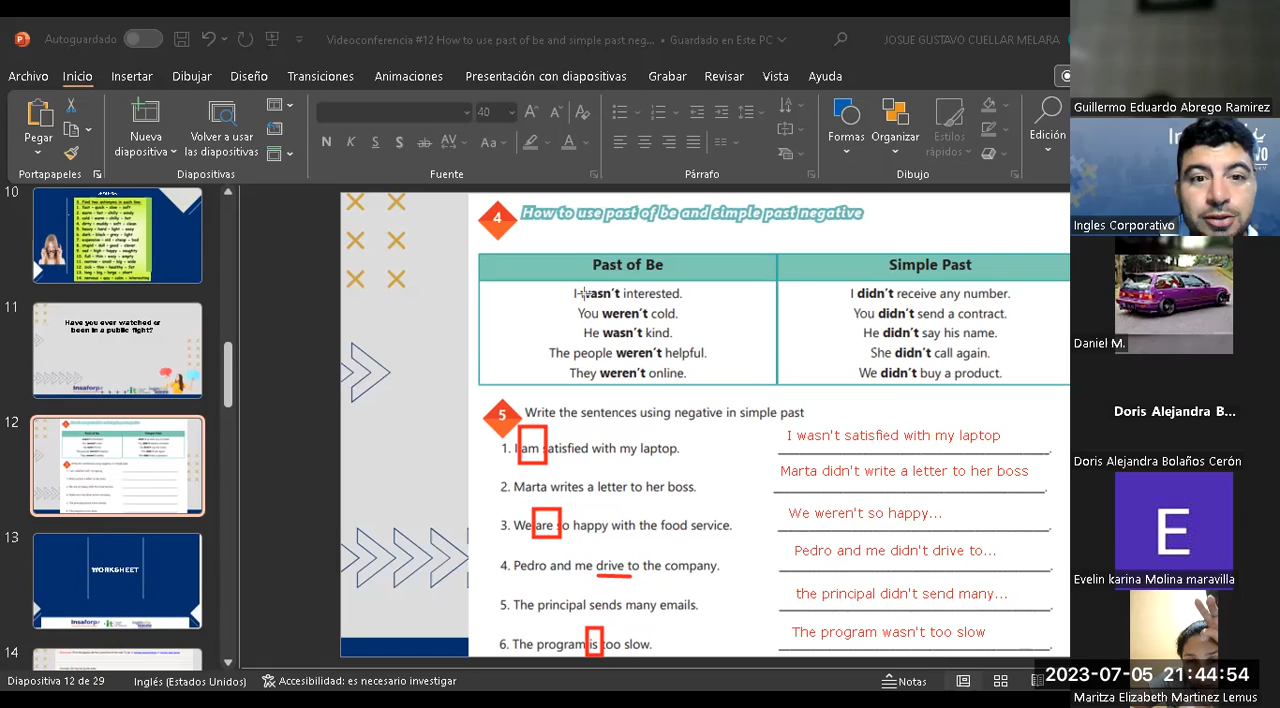 Autoguardado
Videoconferencia #12 How to use past of be and simple past neg... • Guardado en Este PC
JOSUE GUSTAVO CUELLAR MELARA
Archivo Inicio Insertar Dibujar Diseño Transiciones Animaciones Presentación con diapositivas Grabar Revisar Vista Ayuda
Pegar
Nueva diapositiva
Volver a usar las diapositivas
40
N K S S ab AV Aa A
Formas Organizar Estilos rápidos Edición
Portapapeles Diapositivas Fuente Párrafo Dibujo
10
11
Have you ever watched or
been in a public fight?
12
13
WORKSHEET
14
4 How to use past of be and simple past negative
Past of Be
I wasn't interested.
You weren't cold.
He wasn't kind.
The people weren't helpful.
They weren't online.
Simple Past
I didn't receive any number.
You didn't send a contract.
He didn't say his name.
She didn't call again.
We didn't buy a product.
5 Write the sentences using negative in simple past
1. I am satisfied with my laptop.
wasn't satisfied with my laptop
2. Marta writes a letter to her boss.
Marta didn't write a letter to her boss
3. We are so happy with the food service.
We weren't so happy...
4. Pedro and me drive to the company.
Pedro and me didn't drive to...
5. The principal sends many emails.
the principal didn't send many...
6. The program is too slow.
The program wasn't too slow
Diapositiva 12 de 29
Inglés (Estados Unidos)
Accesibilidad: es necesario investigar
Notas
Guillermo Eduardo Abrego Ramirez
Ingles Corporativo
Daniel M.
Doris Alejandra B...
Doris Alejandra Bolaños Cerón
E
Evelin karina Molina maravilla
2023-07-05 21:44:54
Maritza Elizabeth Martinez Lemus